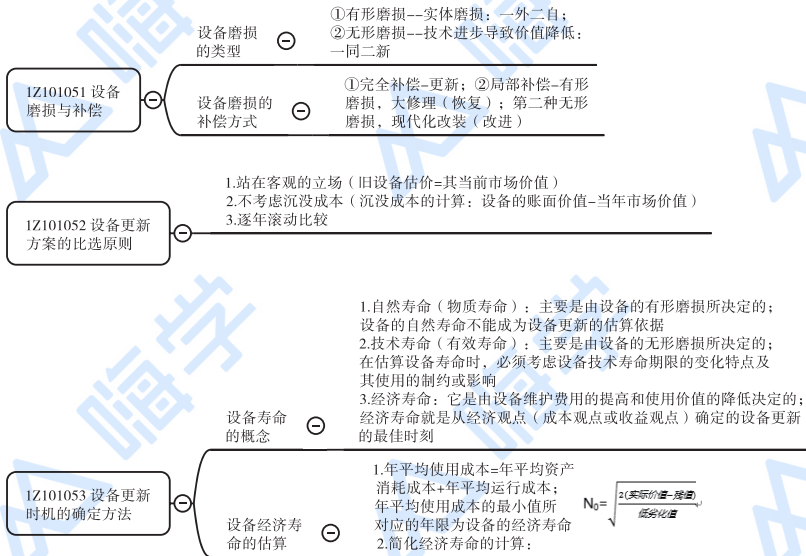 设备磨损
的类型
①有形磨损--实体磨损：一外二自；
②无形磨损--技术进步导致价值降低：
一同二新
1Z101051 设备
磨损与补偿
设备磨损的
补偿方式
①完全补偿-更新；②局部补偿-有形
磨损，大修理（恢复）；第二种无形
磨损，现代化改装（改进）
1Z101052 设备更新
方案的比选原则
1.站在客观的立场（旧设备估价=其当前市场价值）
2.不考虑沉没成本（沉没成本的计算：设备的账面价值-当年市场价值）
3.逐年滚动比较
1Z101053 设备更新
时机的确定方法
设备寿命
的概念
1.自然寿命（物质寿命）：主要是由设备的有形磨损所决定的；
设备的自然寿命不能成为设备更新的估算依据
2.技术寿命（有效寿命）：主要是由设备的无形磨损所决定的；
在估算设备寿命时，必须考虑设备技术寿命期限的变化特点及
其使用的制约或影响
3.经济寿命：它是由设备维护费用的提高和使用价值的降低决定的；
经济寿命就是从经济观点（成本观点或收益观点）确定的设备更新
的最佳时刻
设备经济寿
命的估算
1.年平均使用成本=年平均资产
消耗成本+年平均运行成本；
年平均使用成本的最小值所
对应的年限为设备的经济寿命
2.简化经济寿命的计算：
N₀=√2(实际价值-残值)/低劣化值
嗨学
嗨学
嗨学